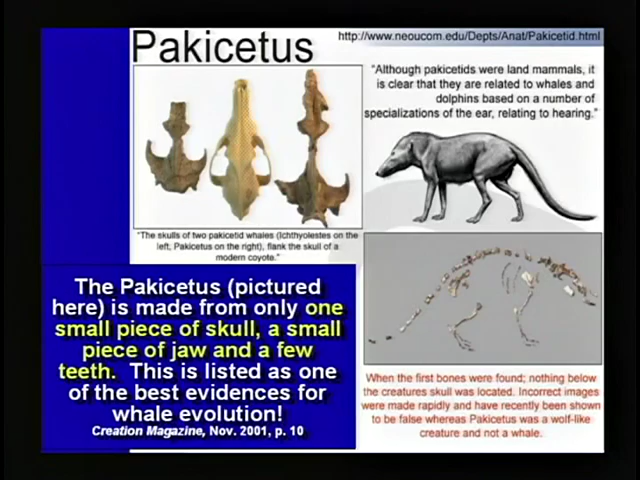 Pakicetus
http://www.neoucom.edu/Depts/Anat/Pakicetid.html
"Although pakicetids were land mammals, it
is clear that they are related to whales and
dolphins based on a number of
specializations of the ear, relating to hearing."
"The skulls of two pakicetid whales (Ichthyolestes on the
left; Pakicetus on the right), flank the skull of a
modern coyote."
The Pakicetus (pictured
here) is made from only one
small piece of skull, a small
piece of jaw and a few
teeth. This is listed as one
of the best evidences for
whale evolution!
Creation Magazine, Nov. 2001, p. 10
When the first bones were found; nothing below
the creatures skull was located. Incorrect images
were made rapidly and have recently been shown
to be false whereas Pakicetus was a wolf-like
creature and not a whale.